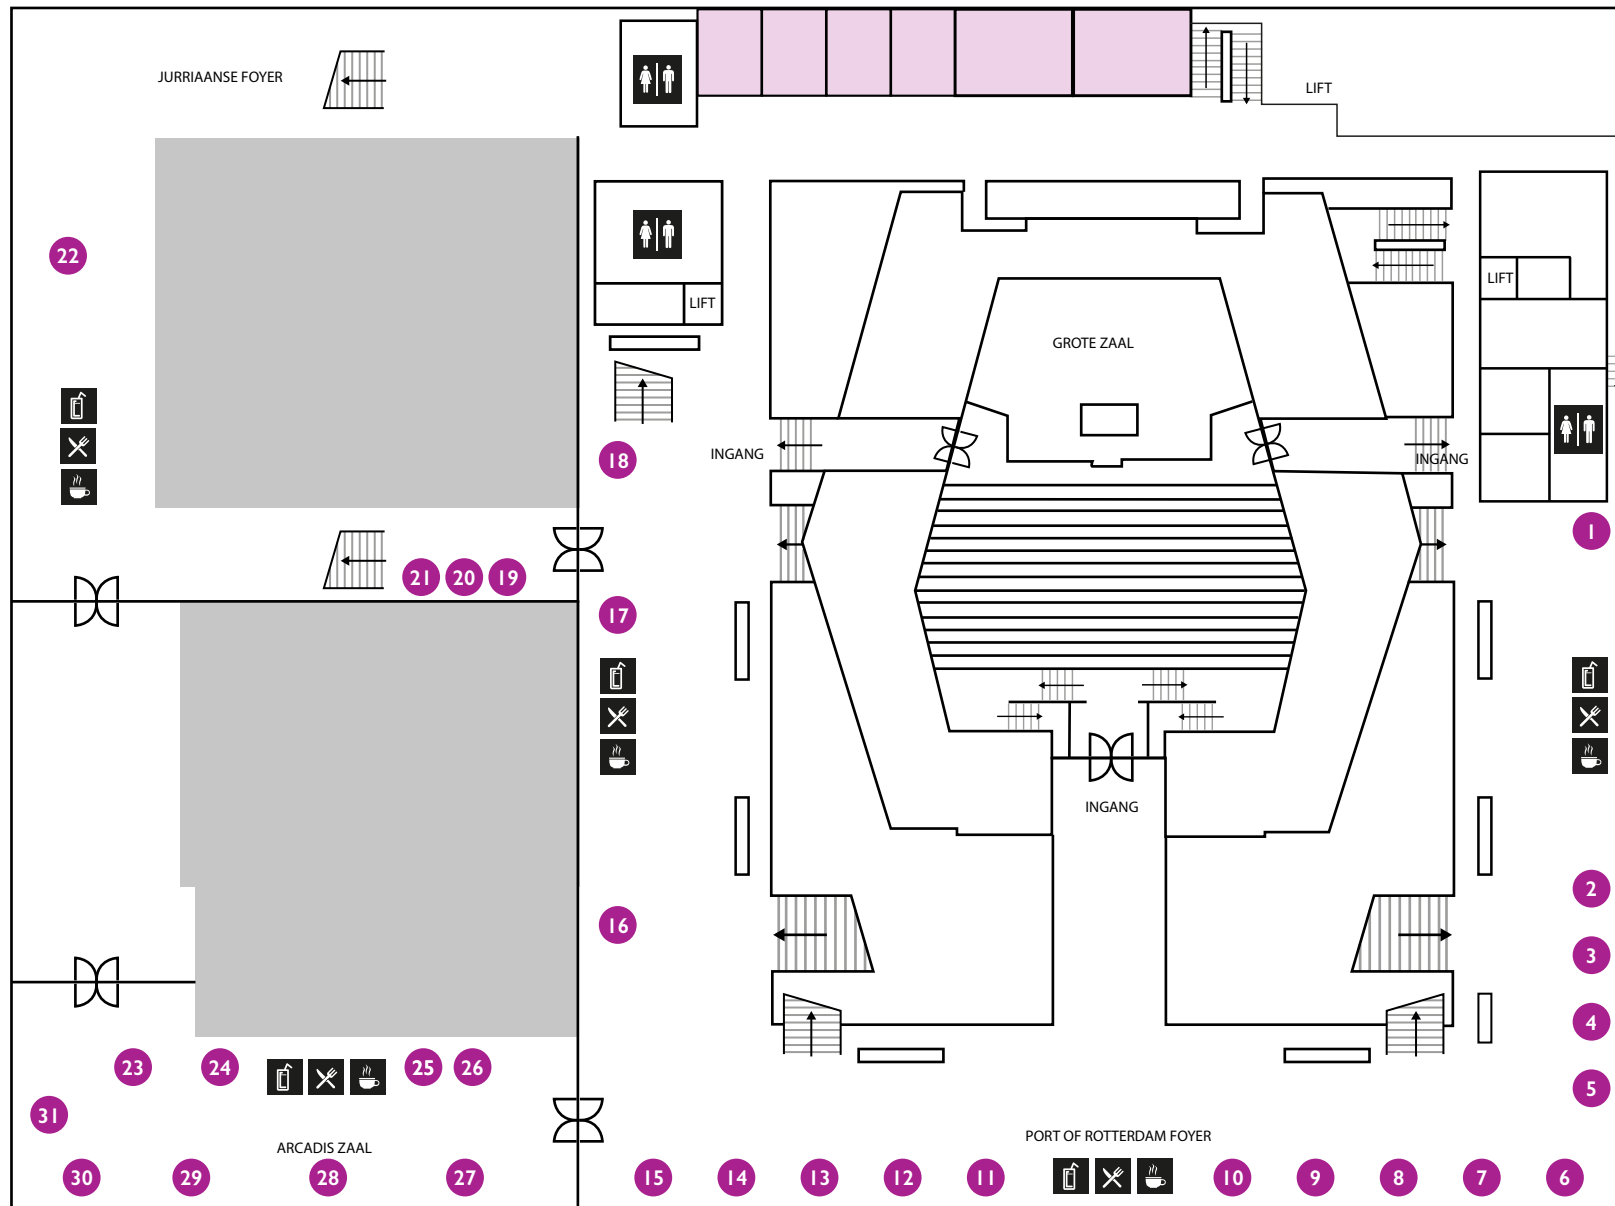 JURRIAANSE FOYER
LIFT
22
LIFT
LIFT
GROTE ZAAL
INGANG
INGANG
18
1
21 20 19
17
INGANG
2
16
3
4
23 24 25 26
5
31
ARCADIS ZAAL
PORT OF ROTTERDAM FOYER
30 29 28 27 15 14 13 12 11 10 9 8 7 6